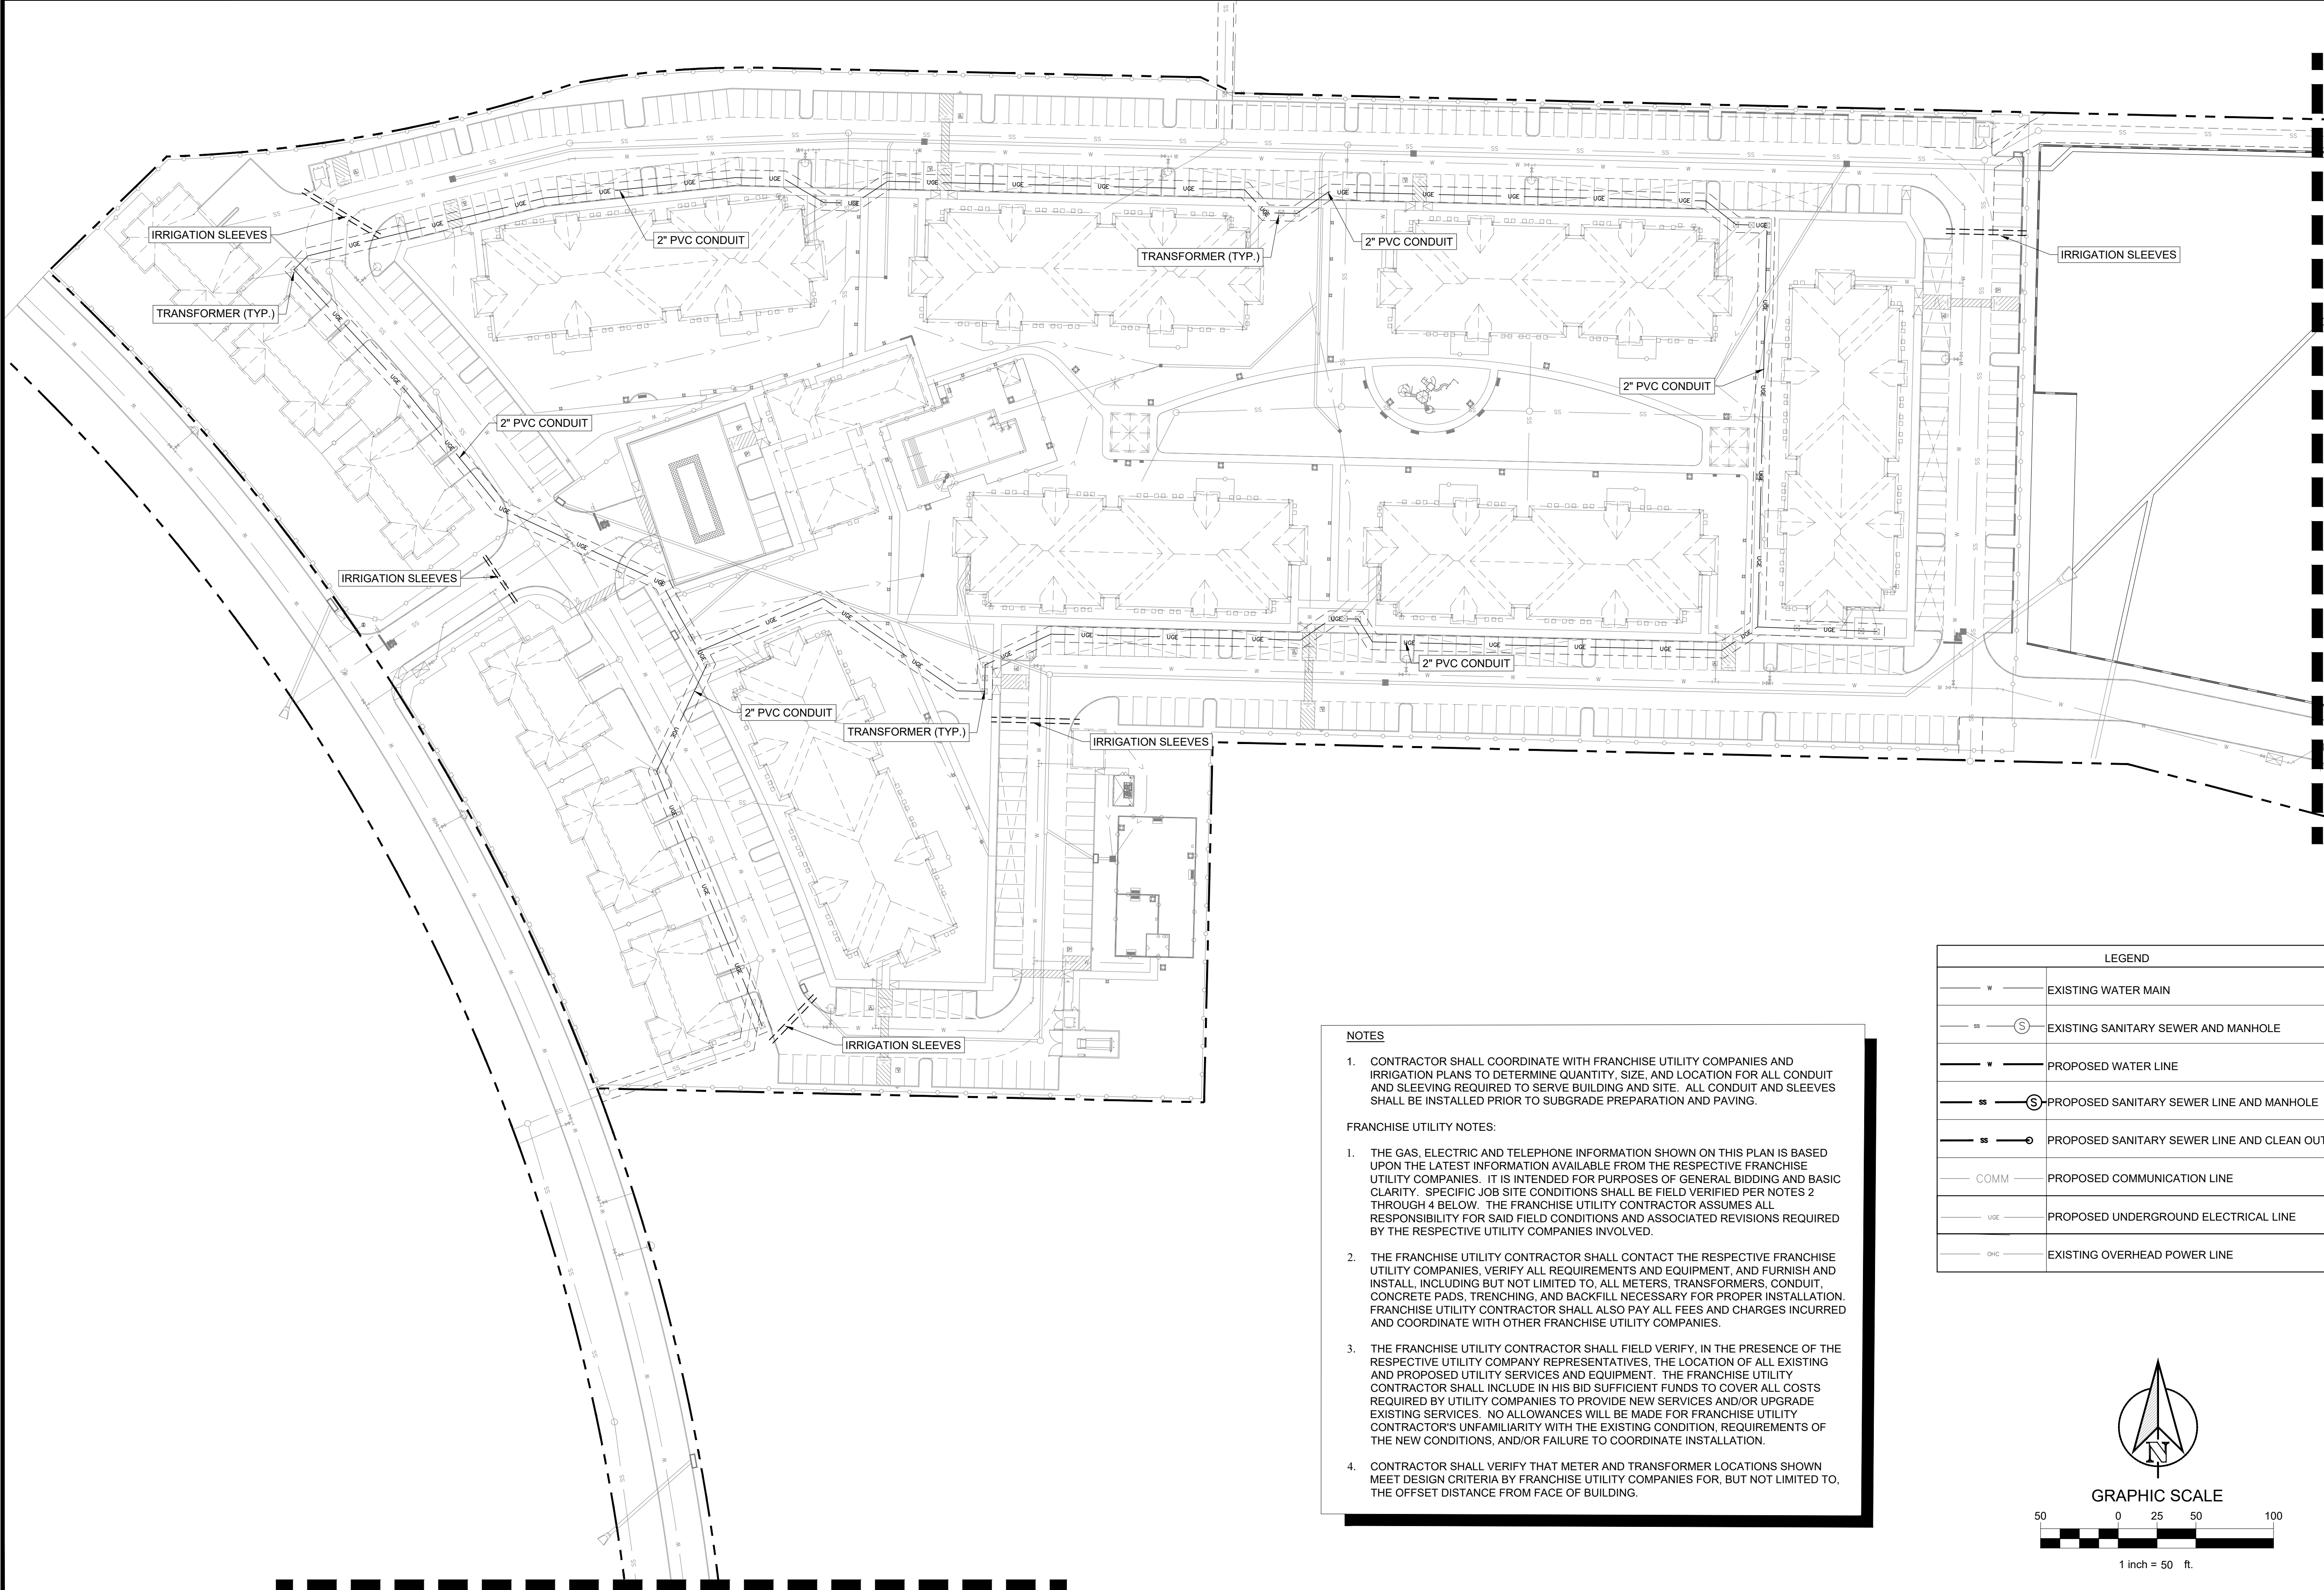 IRRIGATION SLEEVES
TRANSFORMER (TYP.)
2" PVC CONDUIT
2" PVC CONDUIT
TRANSFORMER (TYP.)
2" PVC CONDUIT
IRRIGATION SLEEVES
2" PVC CONDUIT
IRRIGATION SLEEVES
2" PVC CONDUIT
TRANSFORMER (TYP.)
IRRIGATION SLEEVES
2" PVC CONDUIT
IRRIGATION SLEEVES
NOTES
1. CONTRACTOR SHALL COORDINATE WITH FRANCHISE UTILITY COMPANIES AND
IRRIGATION PLANS TO DETERMINE QUANTITY, SIZE, AND LOCATION FOR ALL CONDUIT
AND SLEEVING REQUIRED TO SERVE BUILDING AND SITE. ALL CONDUIT AND SLEEVES
SHALL BE INSTALLED PRIOR TO SUBGRADE PREPARATION AND PAVING.
FRANCHISE UTILITY NOTES:
1. THE GAS, ELECTRIC AND TELEPHONE INFORMATION SHOWN ON THIS PLAN IS BASED
UPON THE LATEST INFORMATION AVAILABLE FROM THE RESPECTIVE FRANCHISE
UTILITY COMPANIES. IT IS INTENDED FOR PURPOSES OF GENERAL BIDDING AND BASIC
CLARITY. SPECIFIC JOB SITE CONDITIONS SHALL BE FIELD VERIFIED PER NOTES 2
THROUGH 4 BELOW. THE FRANCHISE UTILITY CONTRACTOR ASSUMES ALL
RESPONSIBILITY FOR SAID FIELD CONDITIONS AND ASSOCIATED REVISIONS REQUIRED
BY THE RESPECTIVE UTILITY COMPANIES INVOLVED.
2. THE FRANCHISE UTILITY CONTRACTOR SHALL CONTACT THE RESPECTIVE FRANCHISE
UTILITY COMPANIES, VERIFY ALL REQUIREMENTS AND EQUIPMENT, AND FURNISH AND
INSTALL, INCLUDING BUT NOT LIMITED TO, ALL METERS, TRANSFORMERS, CONDUIT,
CONCRETE PADS, TRENCHING, AND BACKFILL NECESSARY FOR PROPER INSTALLATION.
FRANCHISE UTILITY CONTRACTOR SHALL ALSO PAY ALL FEES AND CHARGES INCURRED
AND COORDINATE WITH OTHER FRANCHISE UTILITY COMPANIES.
3. THE FRANCHISE UTILITY CONTRACTOR SHALL FIELD VERIFY, IN THE PRESENCE OF THE
RESPECTIVE UTILITY COMPANY REPRESENTATIVES, THE LOCATION OF ALL EXISTING
AND PROPOSED UTILITY SERVICES AND EQUIPMENT. THE FRANCHISE UTILITY
CONTRACTOR SHALL INCLUDE IN HIS BID SUFFICIENT FUNDS TO COVER ALL COSTS
REQUIRED BY UTILITY COMPANIES TO PROVIDE NEW SERVICES AND/OR UPGRADE
EXISTING SERVICES. NO ALLOWANCES WILL BE MADE FOR FRANCHISE UTILITY
CONTRACTOR'S UNFAMILIARITY WITH THE EXISTING CONDITION, REQUIREMENTS OF
THE NEW CONDITIONS, AND/OR FAILURE TO COORDINATE INSTALLATION.
4. CONTRACTOR SHALL VERIFY THAT METER AND TRANSFORMER LOCATIONS SHOWN
MEET DESIGN CRITERIA BY FRANCHISE UTILITY COMPANIES FOR, BUT NOT LIMITED TO,
THE OFFSET DISTANCE FROM FACE OF BUILDING.
LEGEND
W EXISTING WATER MAIN
SS S EXISTING SANITARY SEWER AND MANHOLE
W PROPOSED WATER LINE
SS S PROPOSED SANITARY SEWER LINE AND MANHOLE
SS PROPOSED SANITARY SEWER LINE AND CLEAN OUT
COMM PROPOSED COMMUNICATION LINE
UGE PROPOSED UNDERGROUND ELECTRICAL LINE
OHC EXISTING OVERHEAD POWER LINE
N
GRAPHIC SCALE
50 0 25 50 100
1 inch = 50 ft.